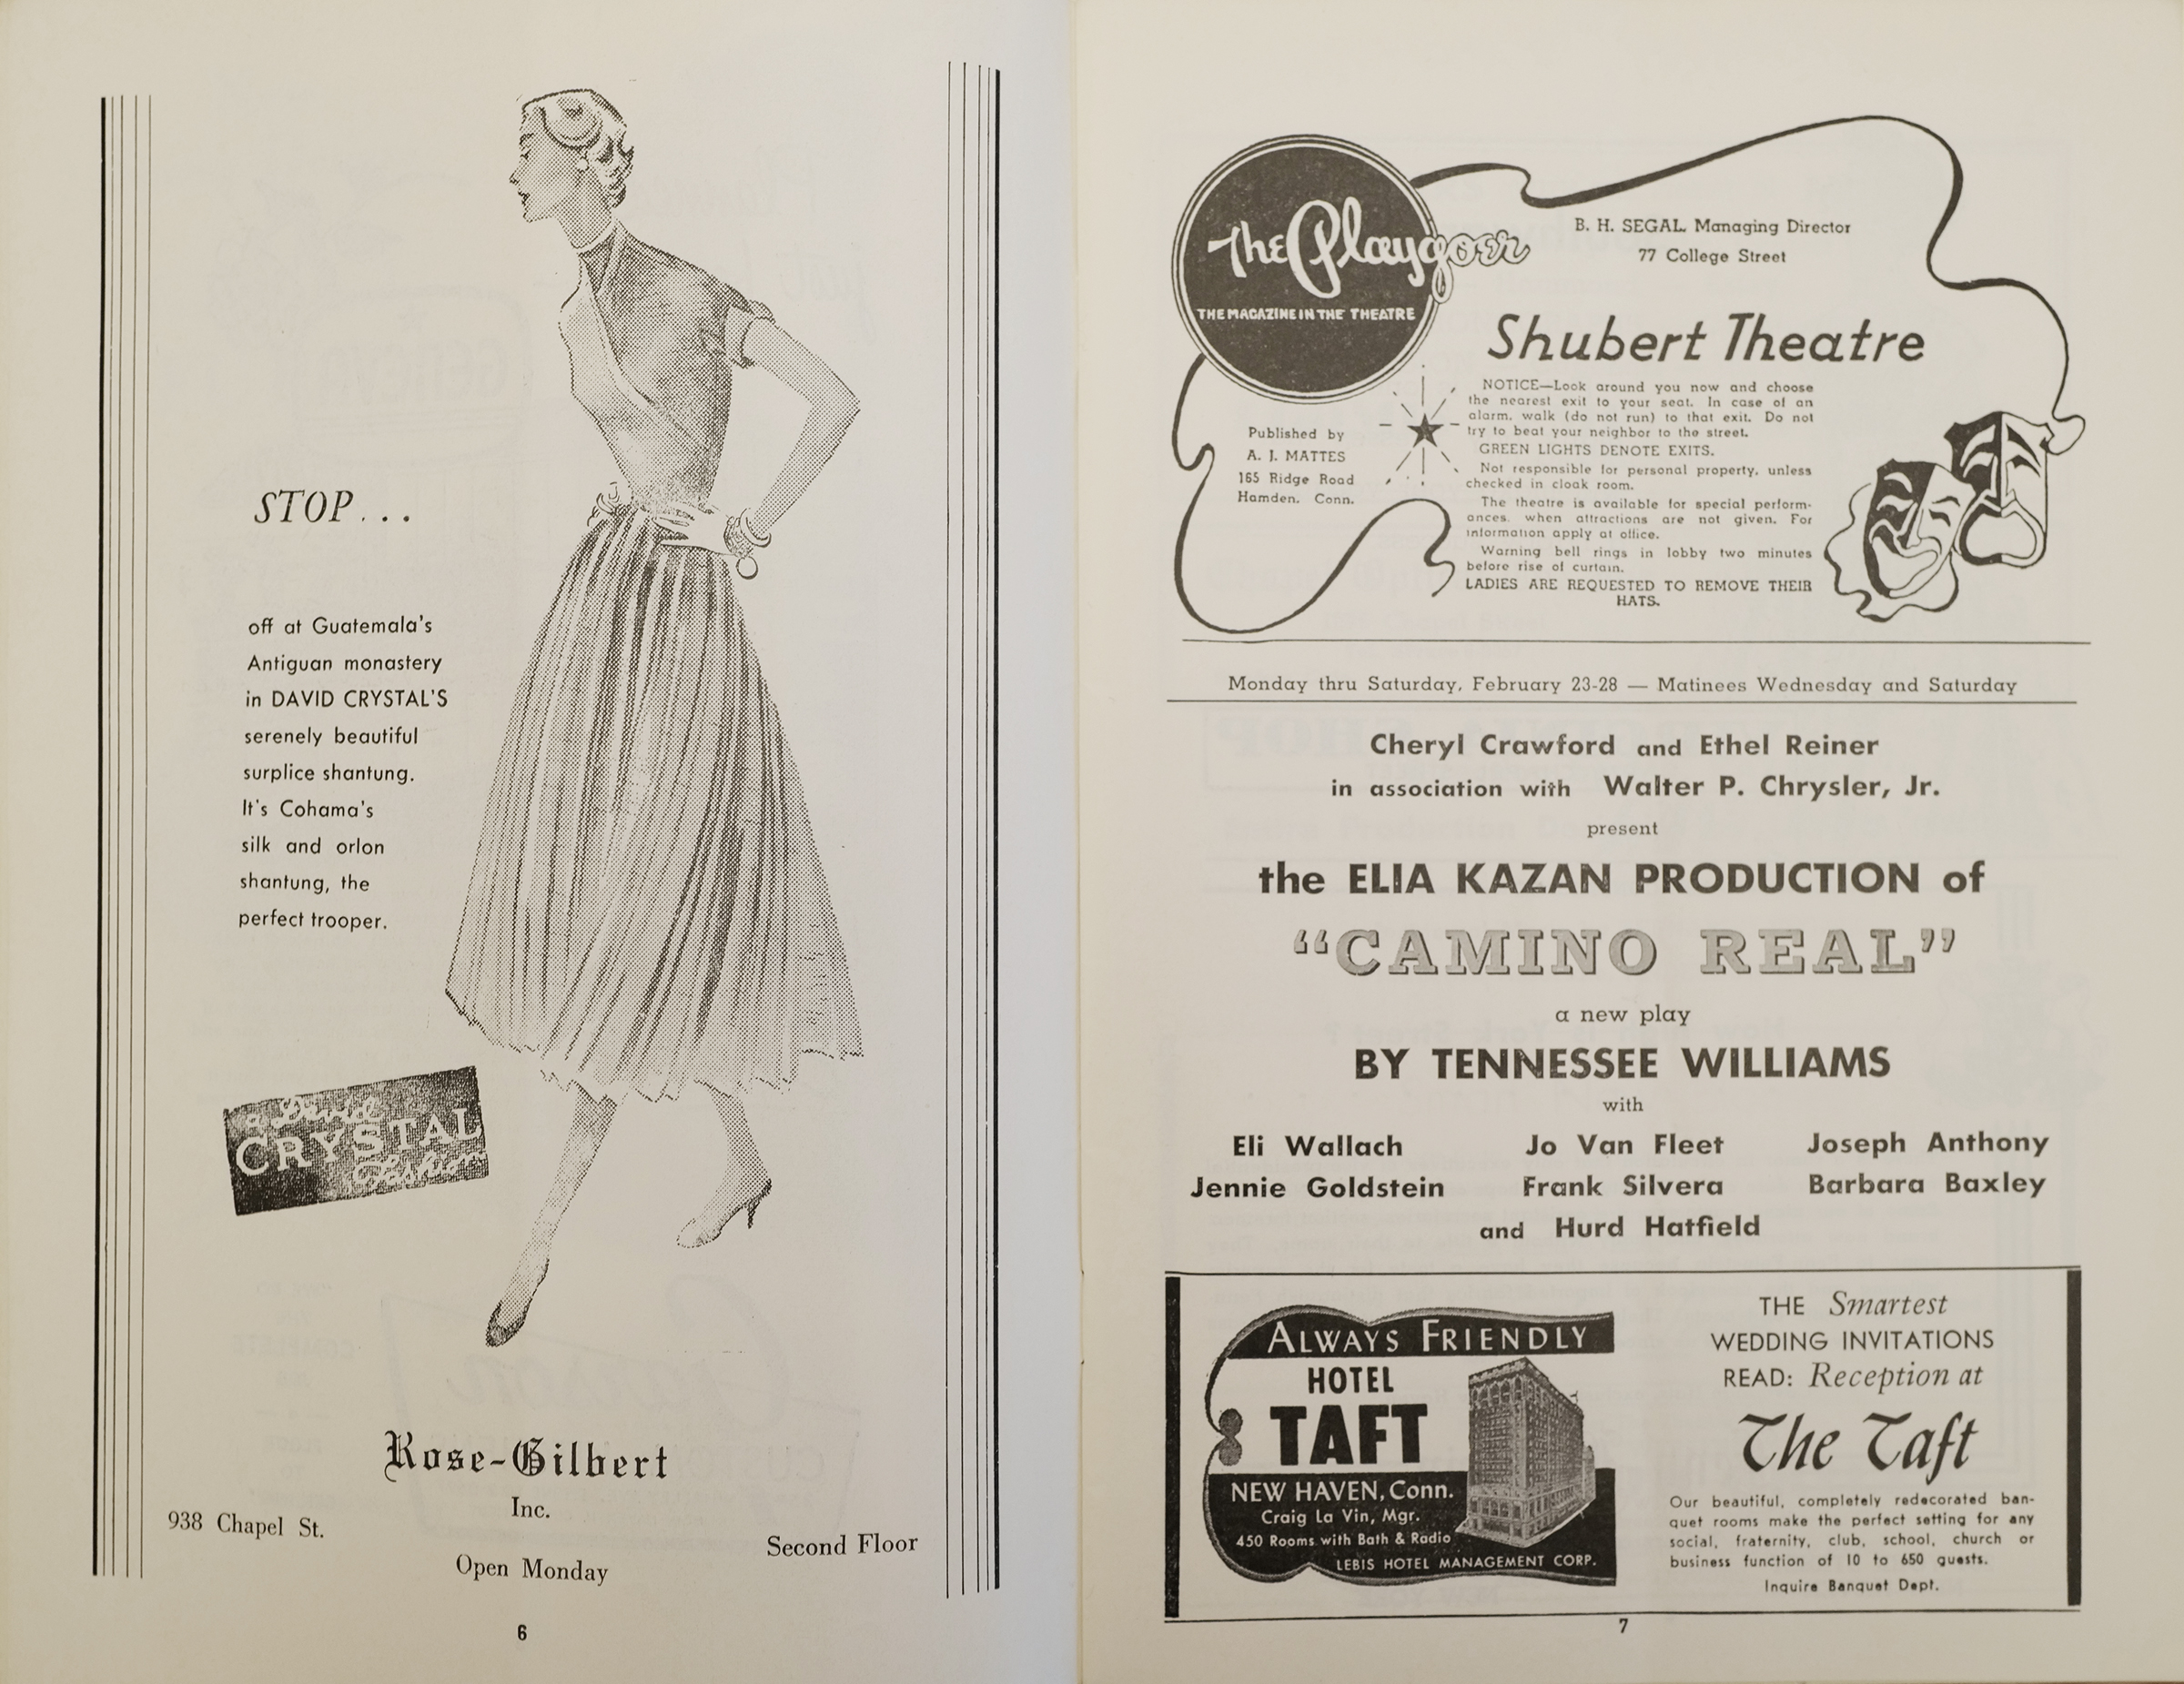 STOP...
off at Guatemala's
Antiguan monastery
in DAVID CRYSTAL'S
serenely beautiful
surplice shantung.
It's Cohama's
silk and orlon
shantung, the
perfect trooper.
a David
CRYSTAL
fashion
Rose-Gilbert
Inc.
938 Chapel St.
Second Floor
Open Monday
6
The Playgoer
THE MAGAZINE IN THE THEATRE
B. H. SEGAL, Managing Director
77 College Street
Shubert Theatre
Published by
A. J. MATTES
165 Ridge Road
Hamden, Conn.
NOTICE—Look around you now and choose
the nearest exit to your seat. In case of an
alarm, walk (do not run) to that exit. Do not
try to beat your neighbor to the street.
GREEN LIGHTS DENOTE EXITS.
Not responsible for personal property, unless
checked in cloak room.
The theatre is available for special perform-
ances, when attractions are not given. For
information apply at office.
Warning bell rings in lobby two minutes
before rise of curtain.
LADIES ARE REQUESTED TO REMOVE THEIR
HATS.
Monday thru Saturday, February 23-28 — Matinees Wednesday and Saturday
Cheryl Crawford and Ethel Reiner
in association with Walter P. Chrysler, Jr.
present
the ELIA KAZAN PRODUCTION of
"CAMINO REAL"
a new play
BY TENNESSEE WILLIAMS
with
Eli Wallach Jo Van Fleet Joseph Anthony
Jennie Goldstein Frank Silvera Barbara Baxley
and Hurd Hatfield
ALWAYS FRIENDLY
HOTEL
TAFT
NEW HAVEN, Conn.
Craig La Vin, Mgr.
450 Rooms with Bath & Radio
LEBIS HOTEL MANAGEMENT CORP.
THE Smartest
WEDDING INVITATIONS
READ: Reception at
The Taft
Our beautiful, completely redecorated ban-
quet rooms make the perfect setting for any
social, fraternity, club, school, church or
business function of 10 to 650 guests.
Inquire Banquet Dept.
7